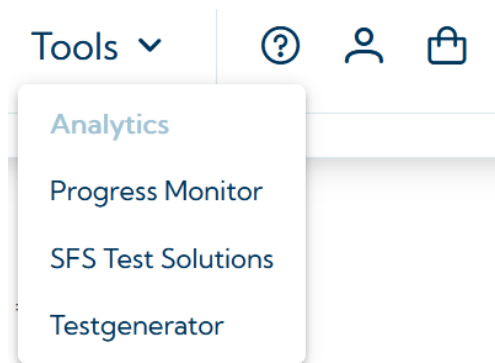 Tools
Analytics
Progress Monitor
SFS Test Solutions
Testgenerator